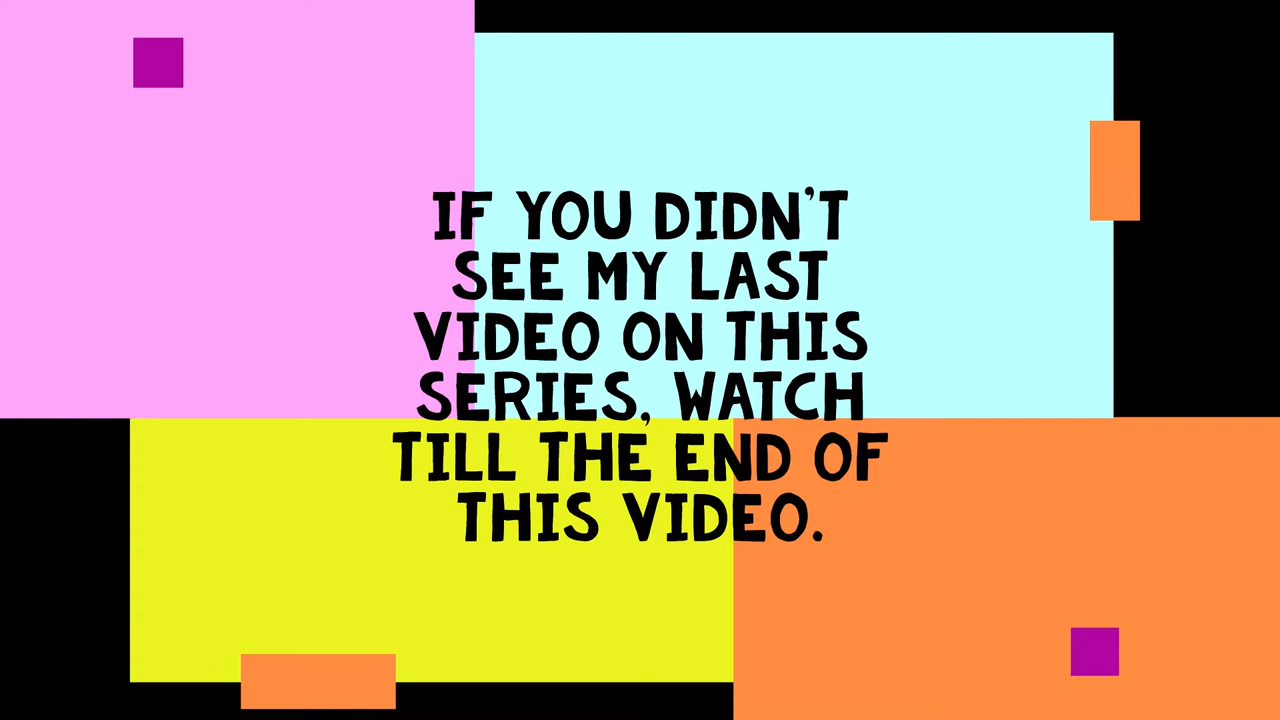 IF YOU DIDN'T
SEE MY LAST
VIDEO ON THIS
SERIES, WATCH
TILL THE END OF
THIS VIDEO.